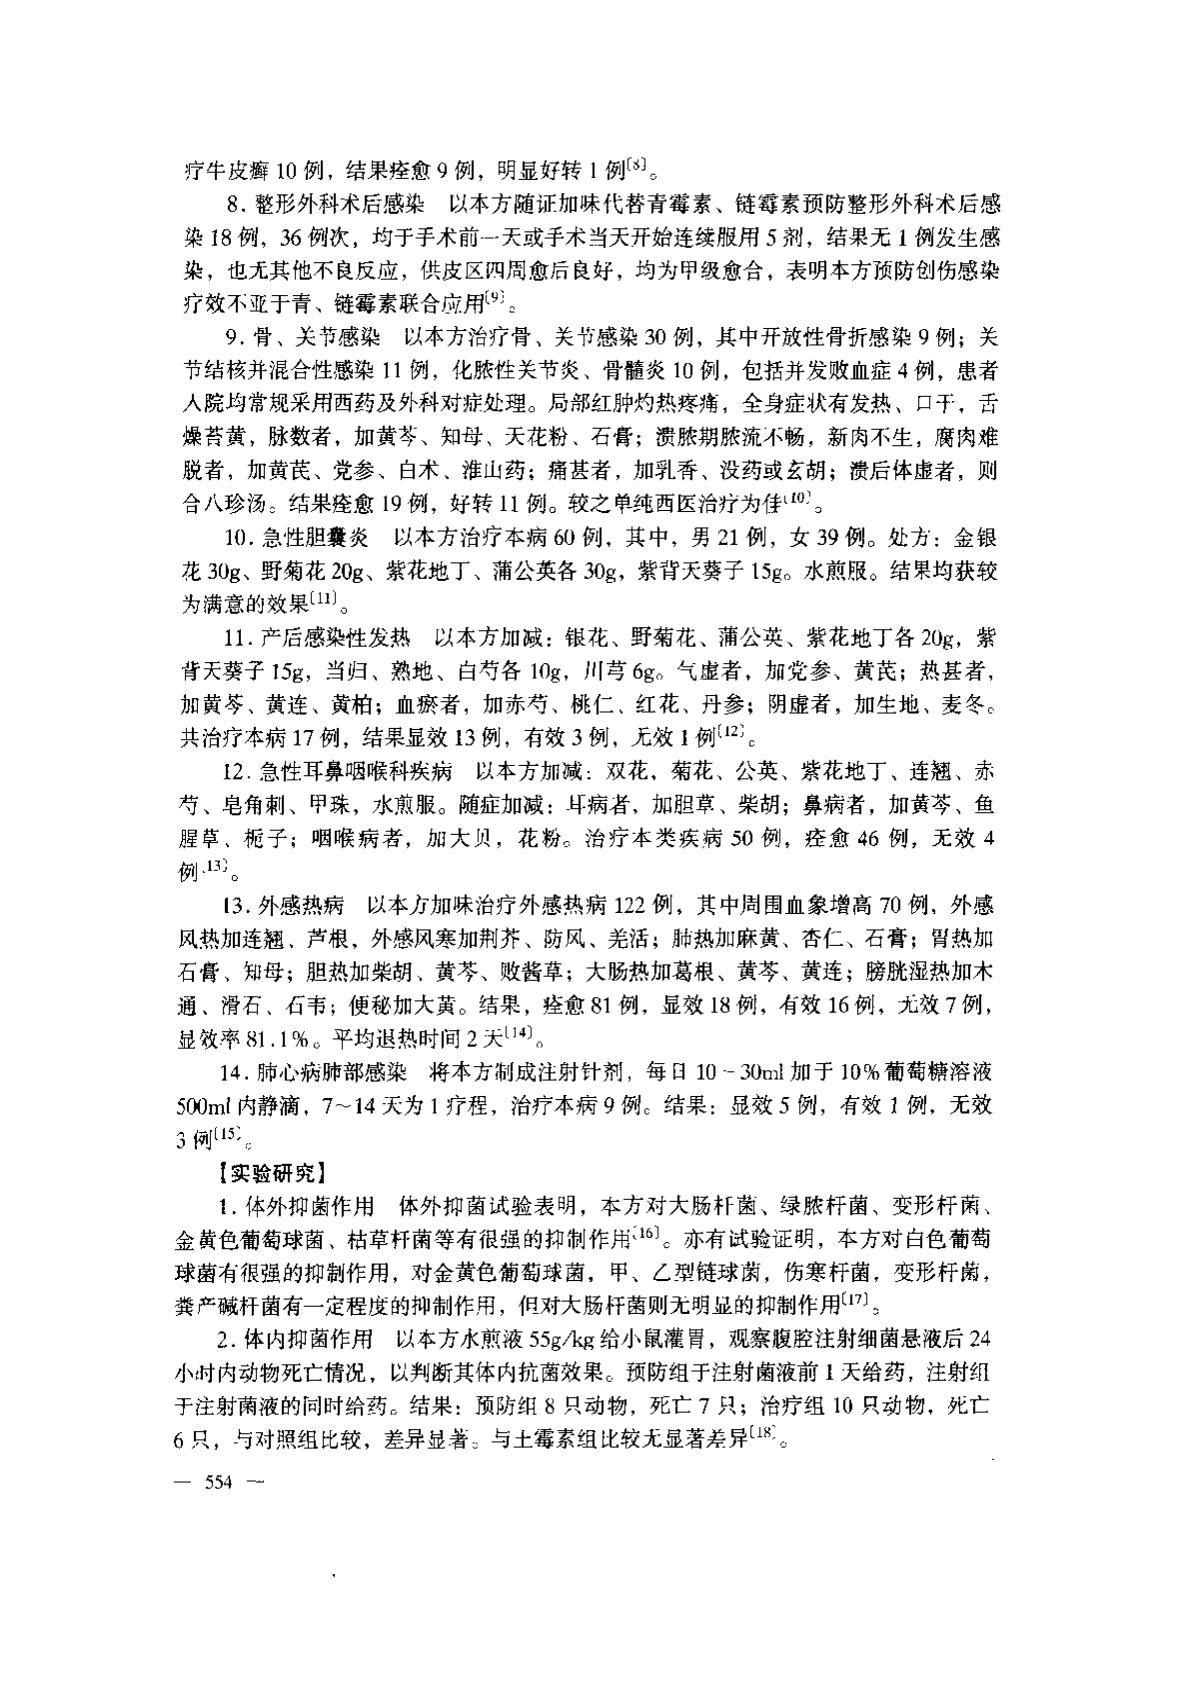 疗牛皮癣 10 例，结果痊愈 9 例，明显好转 1 例〔8〕。
8. 整形外科术后感染　以本方随证加味代替青霉素、链霉素预防整形外科术后感
染 18 例，36 例次，均于手术前一天或手术当天开始连续服用 5 剂，结果无 1 例发生感
染，也无其他不良反应，供皮区四周愈后良好，均为甲级愈合，表明本方预防创伤感染
疗效不亚于青、链霉素联合应用〔9〕。
9. 骨、关节感染　以本方治疗骨、关节感染 30 例，其中开放性骨折感染 9 例；关
节结核并混合性感染 11 例，化脓性关节炎、骨髓炎 10 例，包括并发败血症 4 例，患者
入院均常规采用西药及外科对症处理。局部红肿灼热疼痛，全身症状有发热、口干，舌
燥苔黄，脉数者，加黄芩、知母、天花粉、石膏；溃脓期脓流不畅，新肉不生，腐肉难
脱者，加黄芪、党参、白术、淮山药；痛甚者，加乳香、没药或玄胡；溃后体虚者，则
合八珍汤。结果痊愈 19 例，好转 11 例。较之单纯西医治疗为佳〔10〕。
10. 急性胆囊炎　以本方治疗本病 60 例，其中，男 21 例，女 39 例。处方：金银
花 30g、野菊花 20g、紫花地丁、蒲公英各 30g，紫背天葵子 15g。水煎服。结果均获较
为满意的效果〔11〕。
11. 产后感染性发热　以本方加减：银花、野菊花、蒲公英、紫花地丁各 20g，紫
背天葵子 15g，当归、熟地、白芍各 10g，川芎 6g。气虚者，加党参、黄芪；热甚者，
加黄芩、黄连、黄柏；血瘀者，加赤芍、桃仁、红花、丹参；阴虚者，加生地、麦冬。
共治疗本病 17 例，结果显效 13 例，有效 3 例，无效 1 例〔12〕。
12. 急性耳鼻咽喉科疾病　以本方加减：双花，菊花、公英、紫花地丁、连翘、赤
芍、皂角刺、甲珠，水煎服。随症加减：耳病者，加胆草、柴胡；鼻病者，加黄芩、鱼
腥草、栀子；咽喉病者，加大贝，花粉。治疗本类疾病 50 例，痊愈 46 例，无效 4
例〔13〕。
13. 外感热病　以本方加味治疗外感热病 122 例，其中周围血象增高 70 例，外感
风热加连翘、芦根，外感风寒加荆芥、防风、羌活；肺热加麻黄、杏仁、石膏；胃热加
石膏、知母；胆热加柴胡、黄芩、败酱草；大肠热加葛根、黄芩、黄连；膀胱湿热加木
通、滑石、石韦；便秘加大黄。结果，痊愈 81 例，显效 18 例，有效 16 例，无效 7 例，
显效率 81.1%。平均退热时间 2 天〔14〕。
14. 肺心病肺部感染　将本方制成注射针剂，每日 10～30ml 加于 10% 葡萄糖溶液
500ml 内静滴，7～14 天为 1 疗程，治疗本病 9 例。结果：显效 5 例，有效 1 例，无效
3 例〔15〕。
【实验研究】
1. 体外抑菌作用　体外抑菌试验表明，本方对大肠杆菌、绿脓杆菌、变形杆菌、
金黄色葡萄球菌、枯草杆菌等有很强的抑制作用〔16〕。亦有试验证明，本方对白色葡萄
球菌有很强的抑制作用，对金黄色葡萄球菌，甲、乙型链球菌，伤寒杆菌，变形杆菌，
粪产碱杆菌有一定程度的抑制作用，但对大肠杆菌则无明显的抑制作用〔17〕。
2. 体内抑菌作用　以本方水煎液 55g/kg 给小鼠灌胃，观察腹腔注射细菌悬液后 24
小时内动物死亡情况，以判断其体内抗菌效果。预防组于注射菌液前 1 天给药，注射组
于注射菌液的同时给药。结果：预防组 8 只动物，死亡 7 只；治疗组 10 只动物，死亡
6 只，与对照组比较，差异显著。与土霉素组比较无显著差异〔18〕。
— 554 —